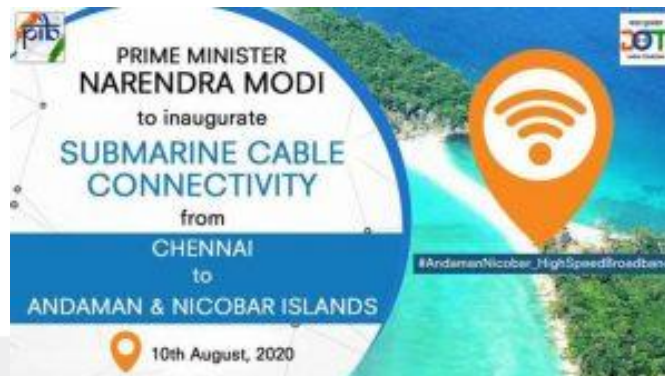 pib
PRIME MINISTER
NARENDRA MODI
to inaugurate
SUBMARINE CABLE
CONNECTIVITY
from
CHENNAI
to
ANDAMAN & NICOBAR ISLANDS
10th August, 2020
DOT
#AndamanNicobar_HighSpeedBroadband